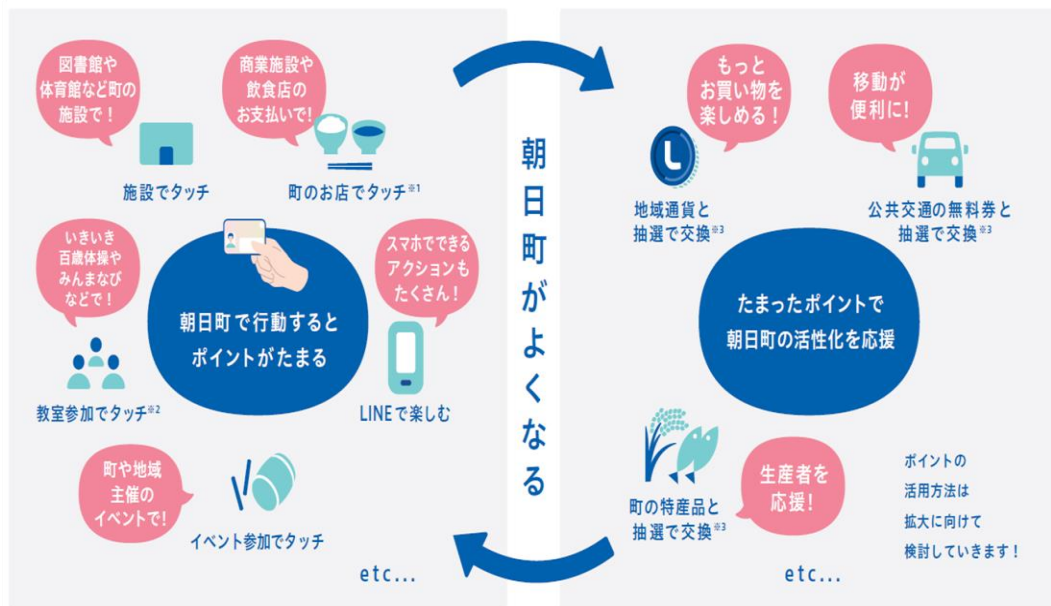 図書館や
体育館など町の
施設で！
施設でタッチ
商業施設や
飲食店の
お支払いで！
町のお店でタッチ※1
いきいき
百歳体操や
みんまなび
などで！
教室参加でタッチ※2
朝日町で行動すると
ポイントがたまる
スマホでできる
アクションも
たくさん！
LINEで楽しむ
町や地域
主催の
イベントで!
イベント参加でタッチ
etc...
朝日町がよくなる
もっと
お買い物を
楽しめる！
L
地域通貨と
抽選で交換※3
移動が
便利に!
公共交通の無料券と
抽選で交換※3
たまったポイントで
朝日町の活性化を応援
町の特産品と
抽選で交換※3
生産者を
応援!
etc...
ポイントの
活用方法は
拡大に向けて
検討していきます！